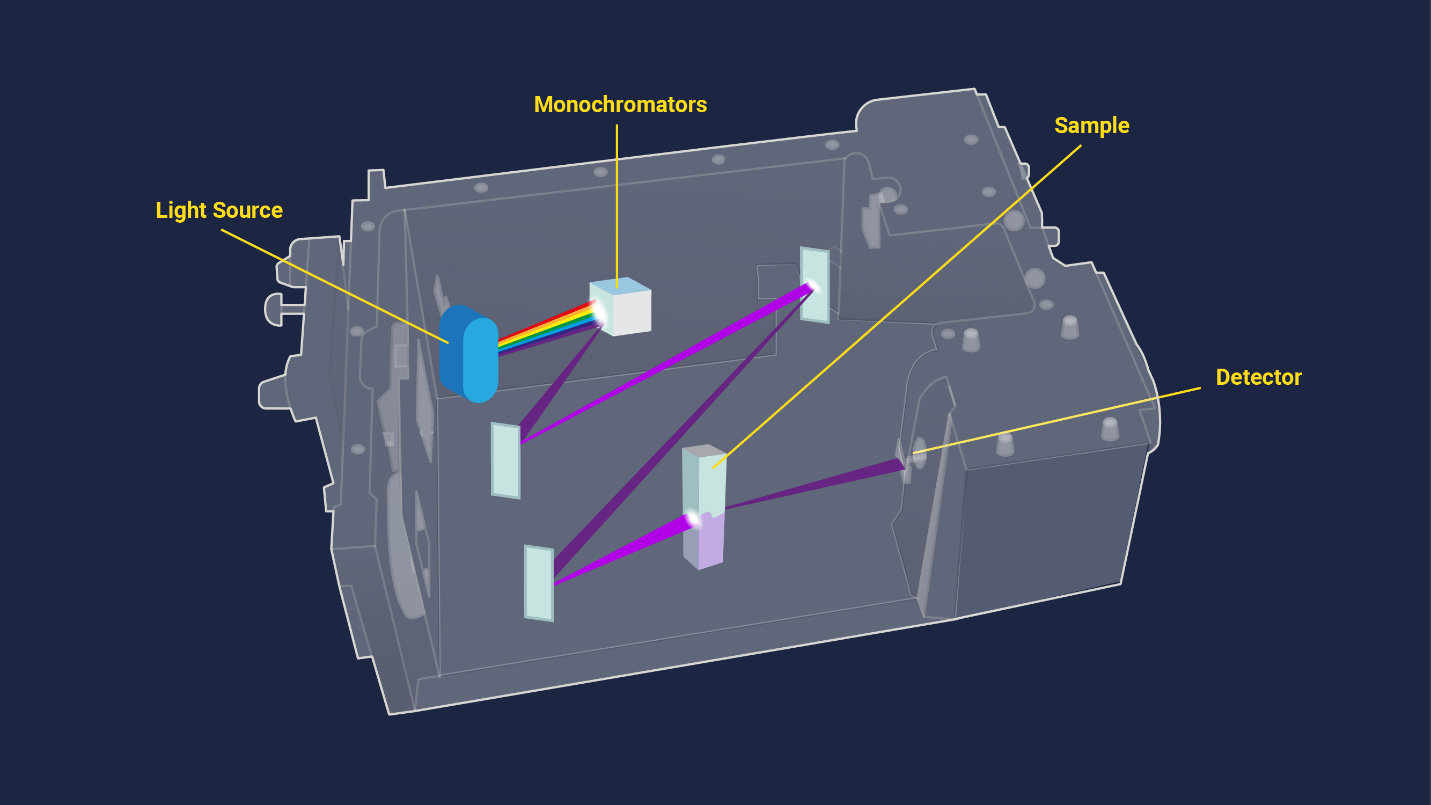 Monochromators
Sample
Light Source
Detector